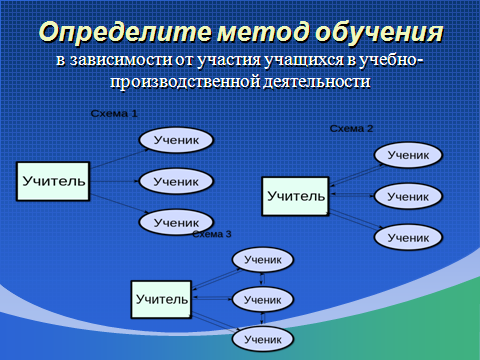 Определите метод обучения
в зависимости от участия учащихся в учебно-
производственной деятельности
Схема 1
Ученик
Учитель
Ученик
Ученик
Схема 2
Ученик
Учитель
Ученик
Ученик
Схема 3
Ученик
Учитель
Ученик
Ученик